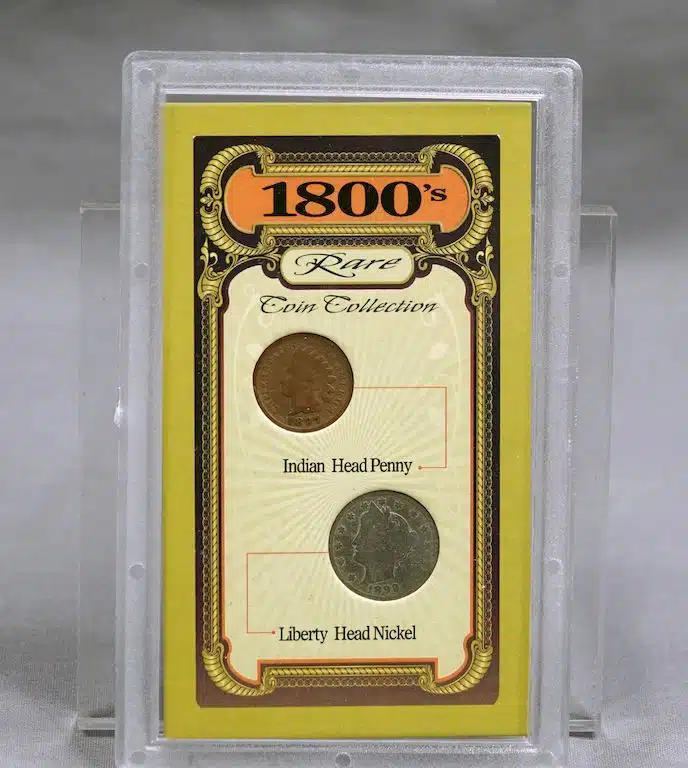 1800's
Rare
Coin Collection
Indian Head Penny
Liberty Head Nickel